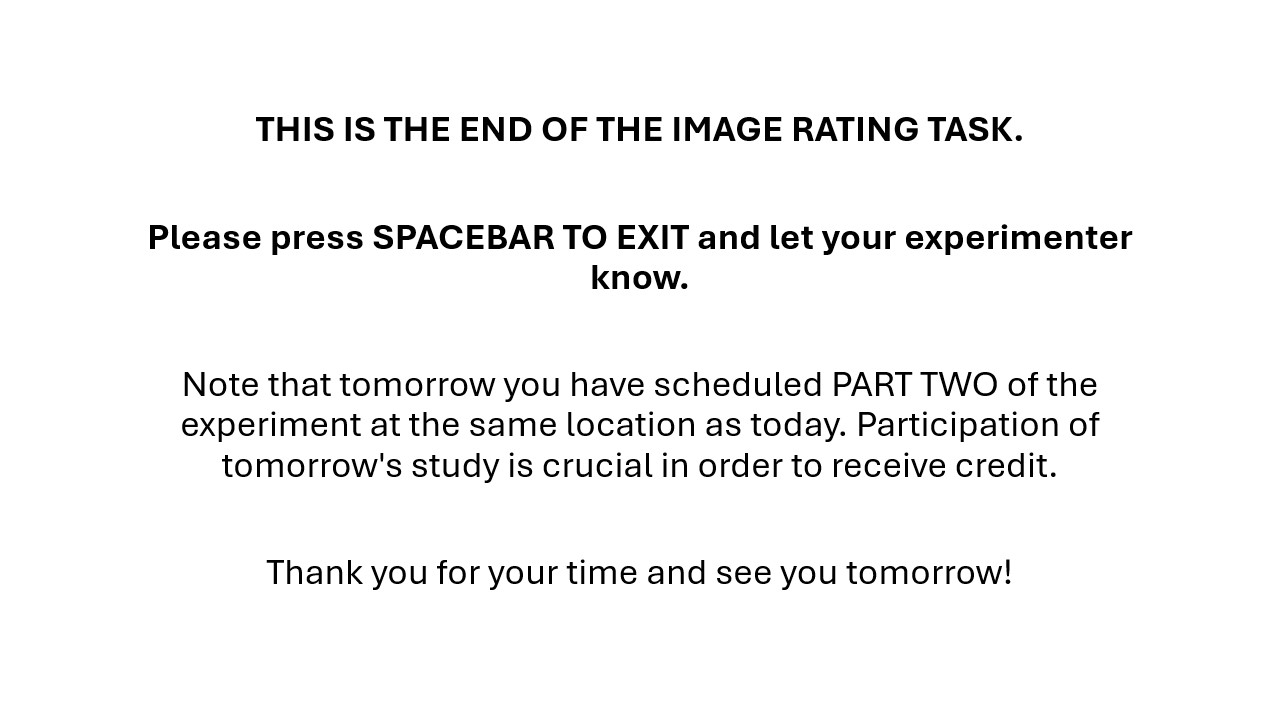 THIS IS THE END OF THE IMAGE RATING TASK.
Please press SPACEBAR TO EXIT and let your experimenter
know.
Note that tomorrow you have scheduled PART TWO of the
experiment at the same location as today. Participation of
tomorrow's study is crucial in order to receive credit.
Thank you for your time and see you tomorrow!